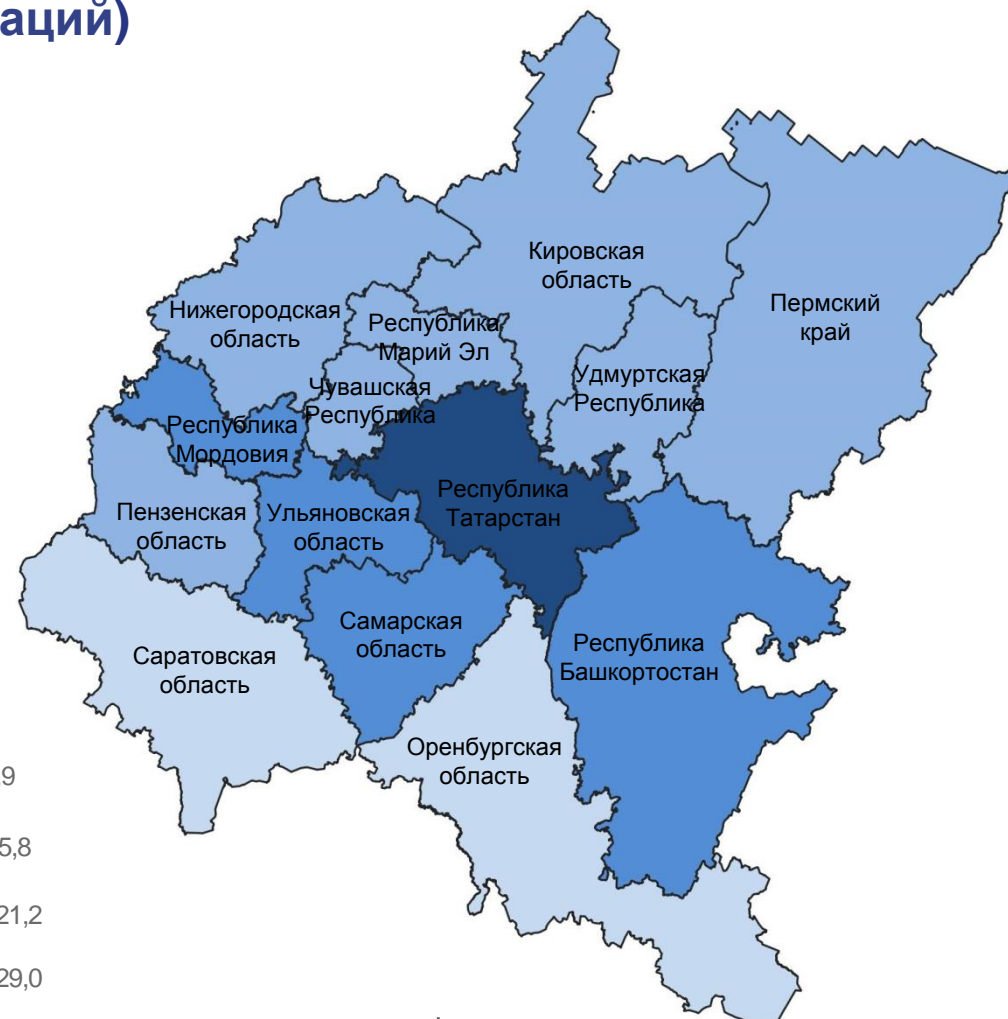 аций)
Кировская
область
Пермский
край
Нижегородская
область
Республика
Марий Эл
Удмуртская
Республика
Чувашская
Республика
Республика
Мордовия
Республика
Татарстан
Пензенская
область
Ульяновская
область
Самарская
область
Республика
Башкортостан
Саратовская
область
Оренбургская
область
,9
5,8
21,2
29,0